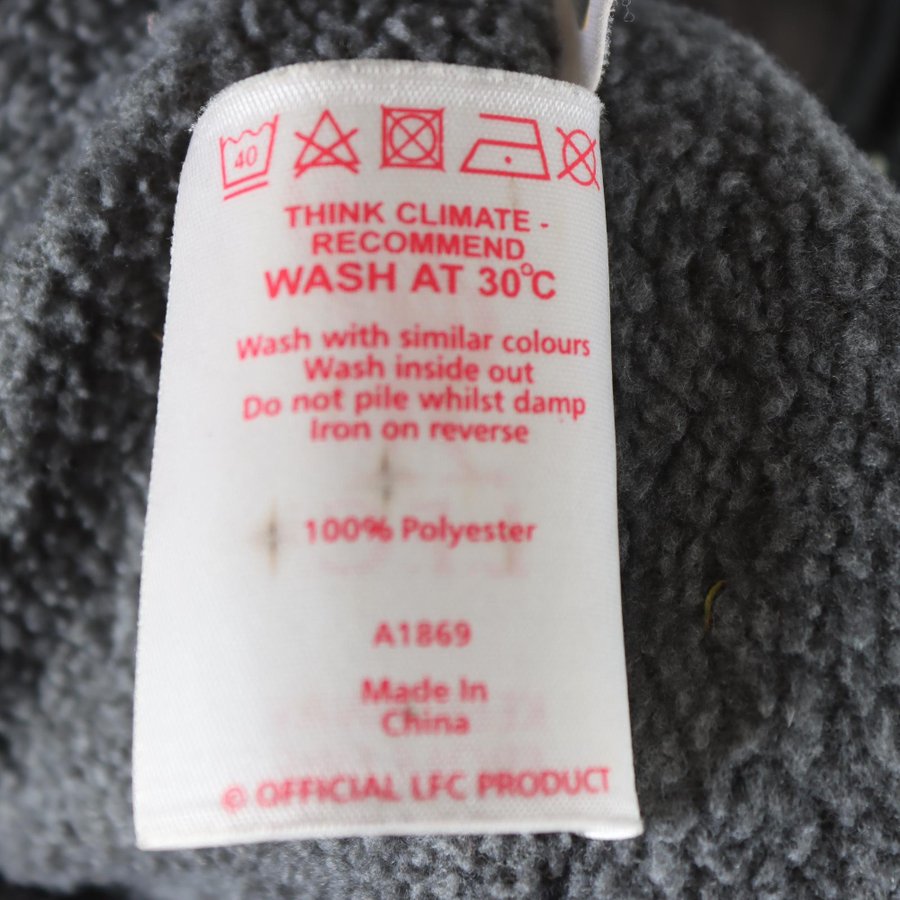 40
THINK CLIMATE -
RECOMMEND
WASH AT 30°C
Wash with similar colours
Wash inside out
Do not pile whilst damp
Iron on reverse
100% Polyester
A1869
Made In
China
© OFFICIAL LFC PRODUCT